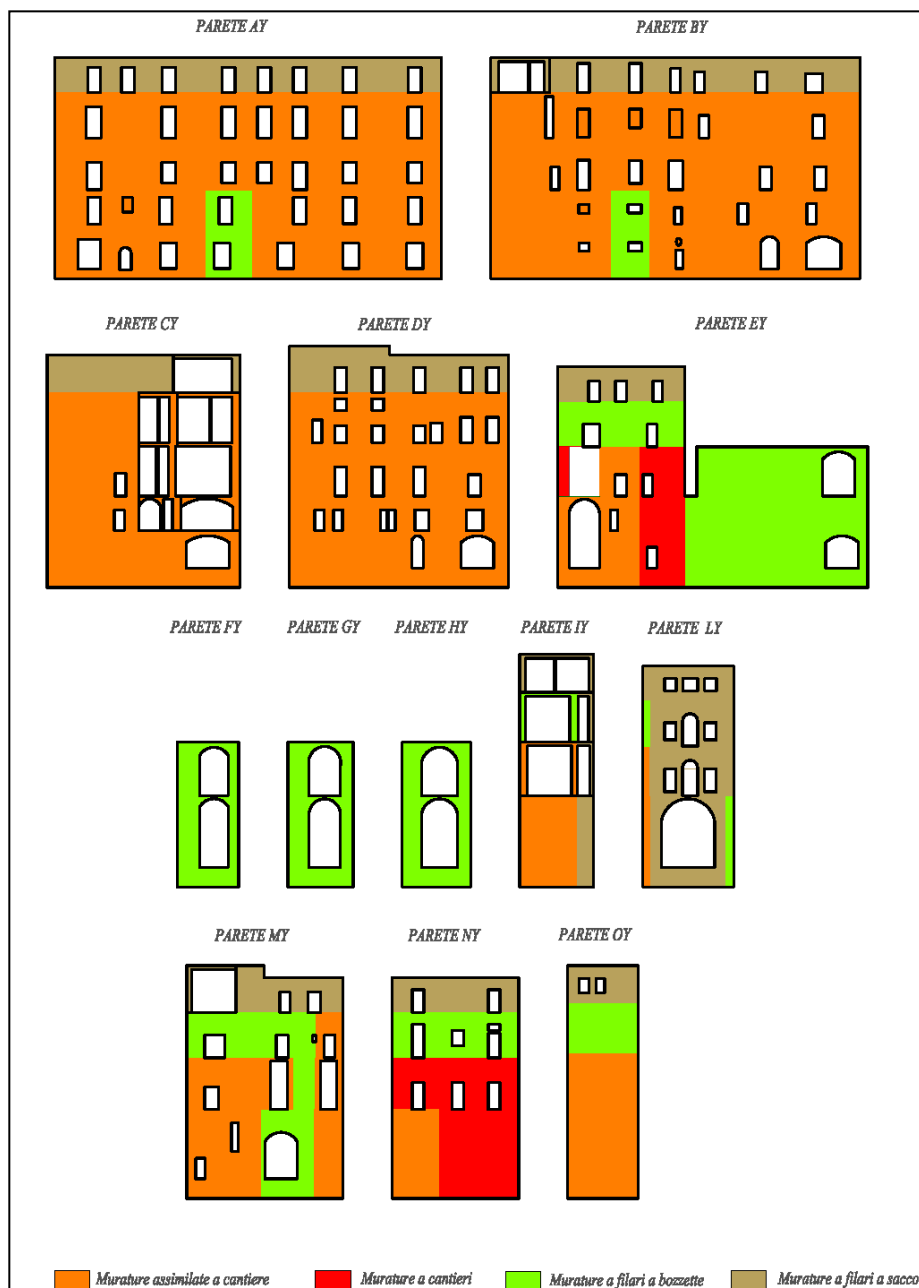 PARETE AY PARETE BY
PARETE CY PARETE DY PARETE EY
PARETE FY PARETE GY PARETE HY PARETE IY PARETE LY
PARETE MY PARETE NY PARETE OY
Murature assimilate a cantiere Murature a cantieri Murature a filari a bozzette Murature a filari a sacco